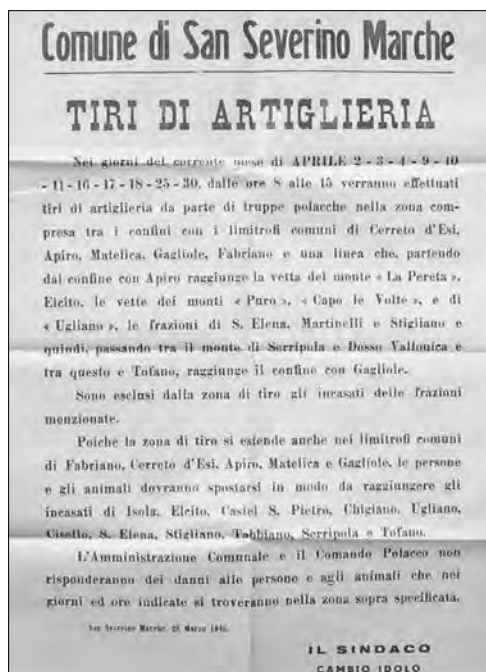 Comune di San Severino Marche
TIRI DI ARTIGLIERIA
Nei giorni del corrente mese di APRILE 2 - 3 - 4 - 9 - 10
- 11 - 16 - 17 - 18 - 25 - 30, dalle ore 8 alle 15 verranno effettuati
tiri di artiglieria da parte di truppe polacche nella zona com-
presa tra i confini con i limitrofi comuni di Cerreto d'Esi,
Apiro, Matelica, Gagliole, Fabriano e una linea che, partendo
dal confine con Apiro raggiunge la vetta del monte « La Pereta »,
Elcito, le vette dei monti « Puro », « Capo le Volte », e di
« Ugliano », le frazioni di S. Elena, Martinelli e Stigliano e
quindi, passando tra il monte di Serripola e Dosso Vallonica e
tra questo e Tofano, raggiunge il confine con Gagliole.
Sono esclusi dalla zona di tiro gli incasati delle frazioni
menzionate.
Poiche la zona di tiro si estende anche nei limitrofi comuni
di Fabriano, Cerreto d'Esi, Apiro, Matelica e Gagliole, le persone
e gli animali dovranno spostarsi in modo da raggiungere gli
incasati di Isola, Elcito, Castel S. Pietro, Chigiano, Ugliano,
Cisello, S. Elena, Stigliano, Tabbiano, Serripola e Tofano.
L'Amministrazione Comunale e il Comando Polacco non
risponderanno dei danni alle persone e agli animali che nei
giorni ed ore indicate si troveranno nella zona sopra specificata.
San Severino Marche, 28 Marzo
IL SINDACO
CAMBIO IDOLO